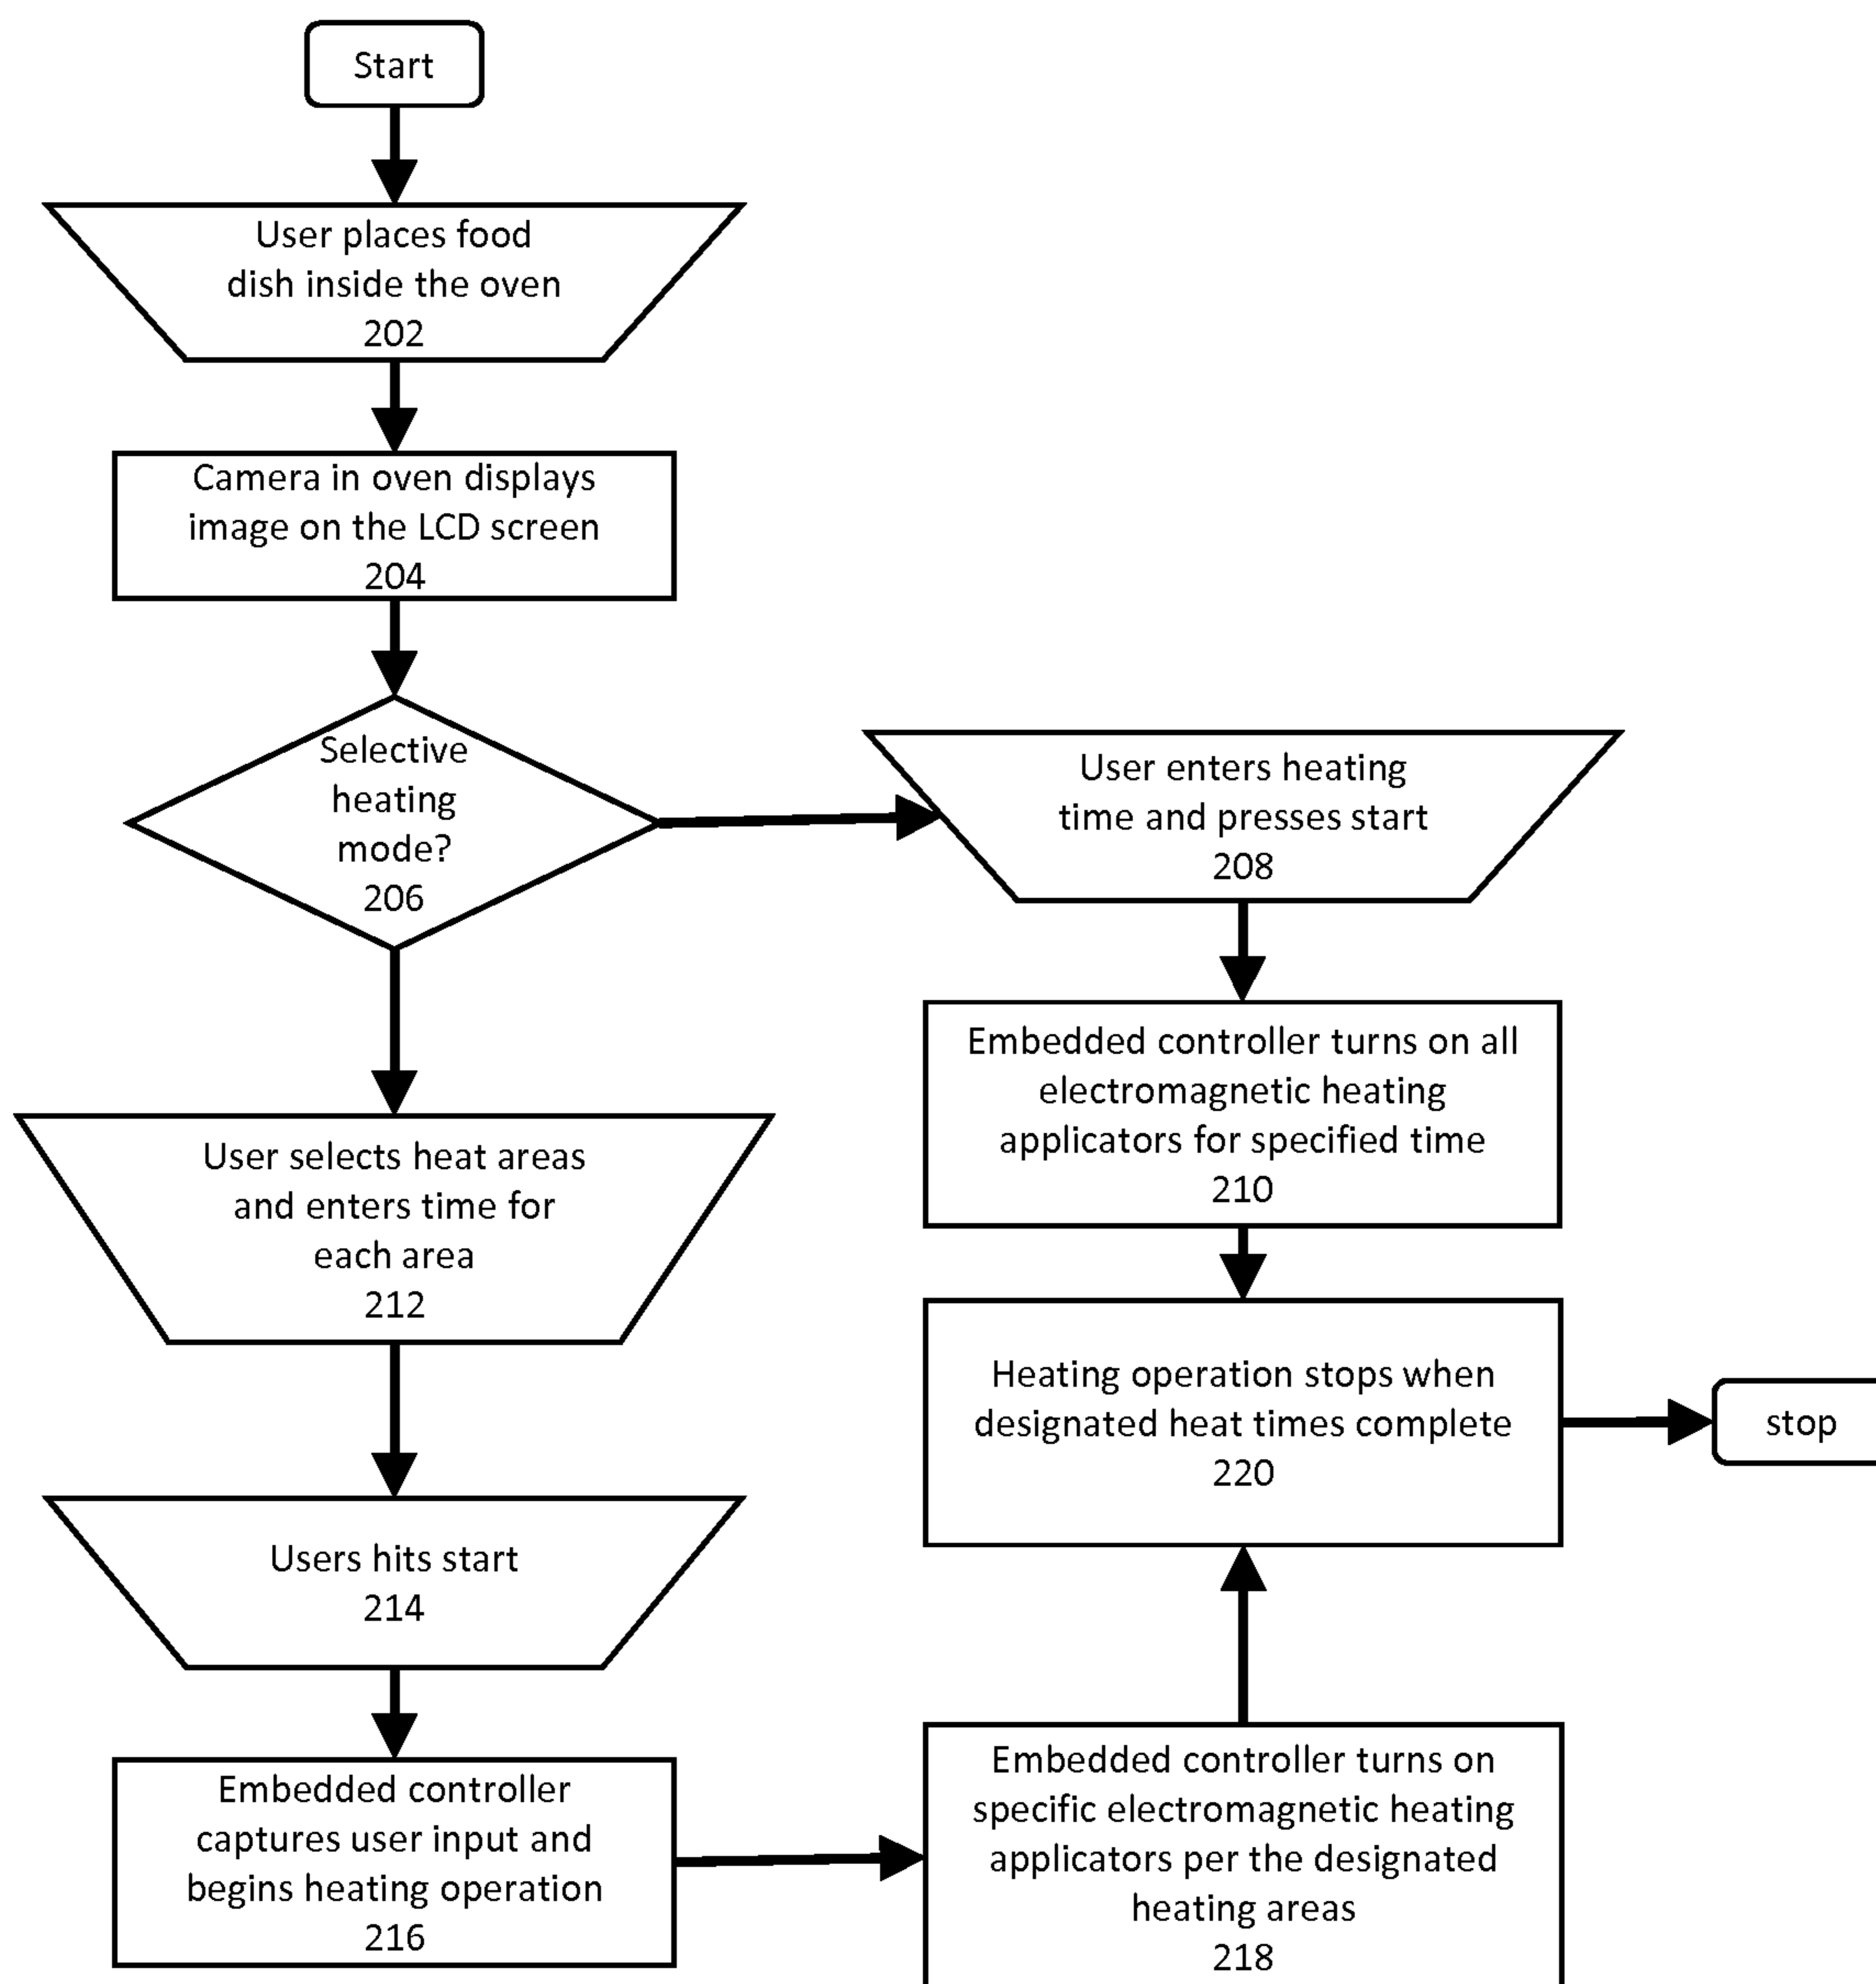 Start
User places food
dish inside the oven
202
Camera in oven displays
image on the LCD screen
204
Selective
heating
mode?
206
User enters heating
time and presses start
208
Embedded controller turns on all
electromagnetic heating
applicators for specified time
210
User selects heat areas
and enters time for
each area
212
Heating operation stops when
designated heat times complete
220
stop
Users hits start
214
Embedded controller
captures user input and
begins heating operation
216
Embedded controller turns on
specific electromagnetic heating
applicators per the designated
heating areas
218